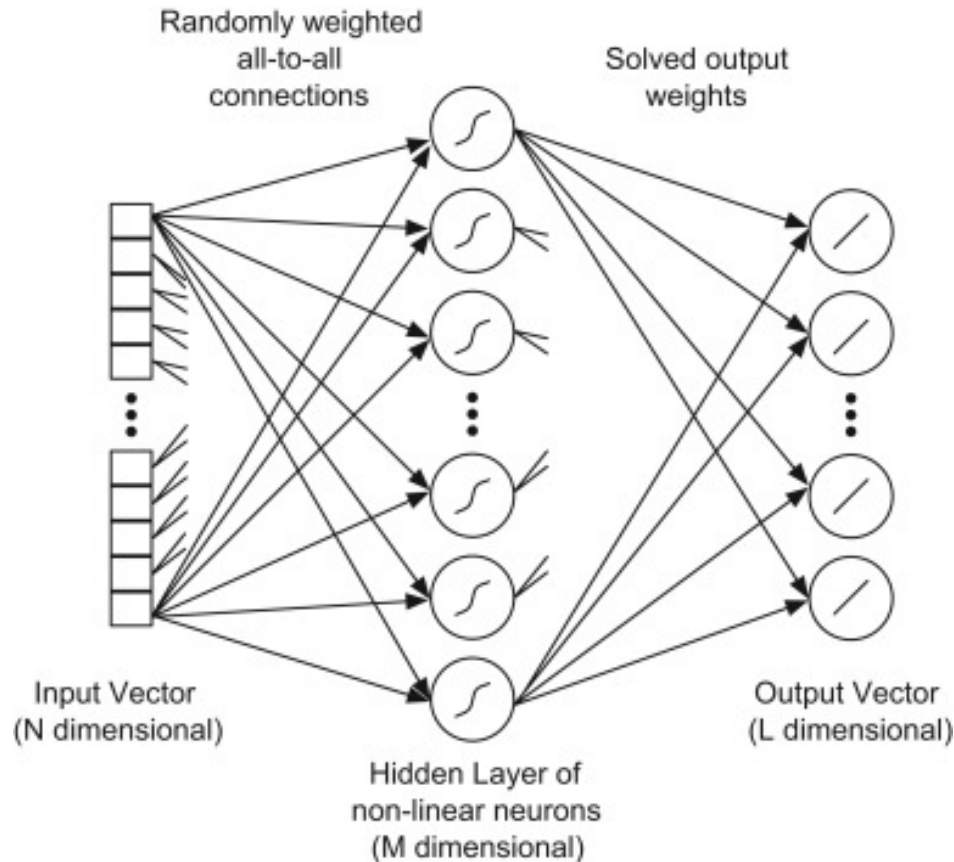 Randomly weighted
all-to-all
connections
Solved output
weights
Input Vector
(N dimensional)
Hidden Layer of
non-linear neurons
(M dimensional)
Output Vector
(L dimensional)